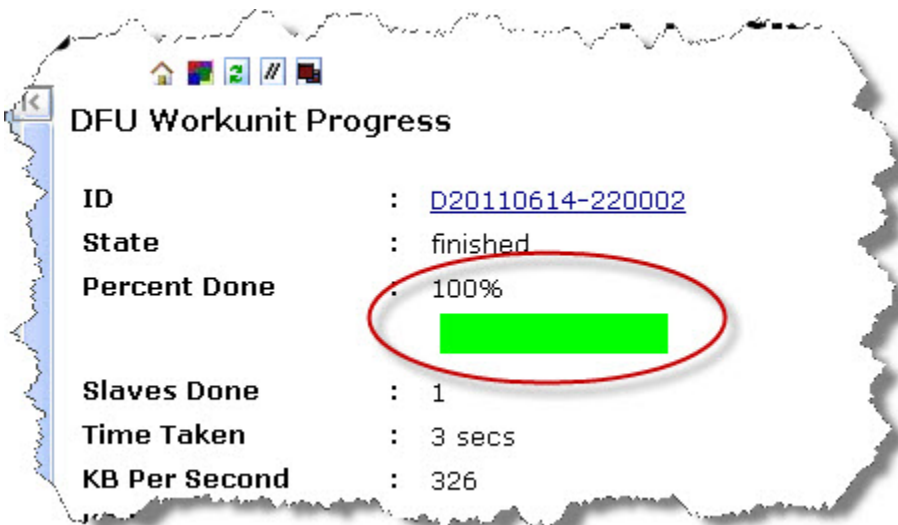 DFU Workunit Progress
ID : D20110614-220002
State : finished
Percent Done : 100%
Slaves Done : 1
Time Taken : 3 secs
KB Per Second : 326